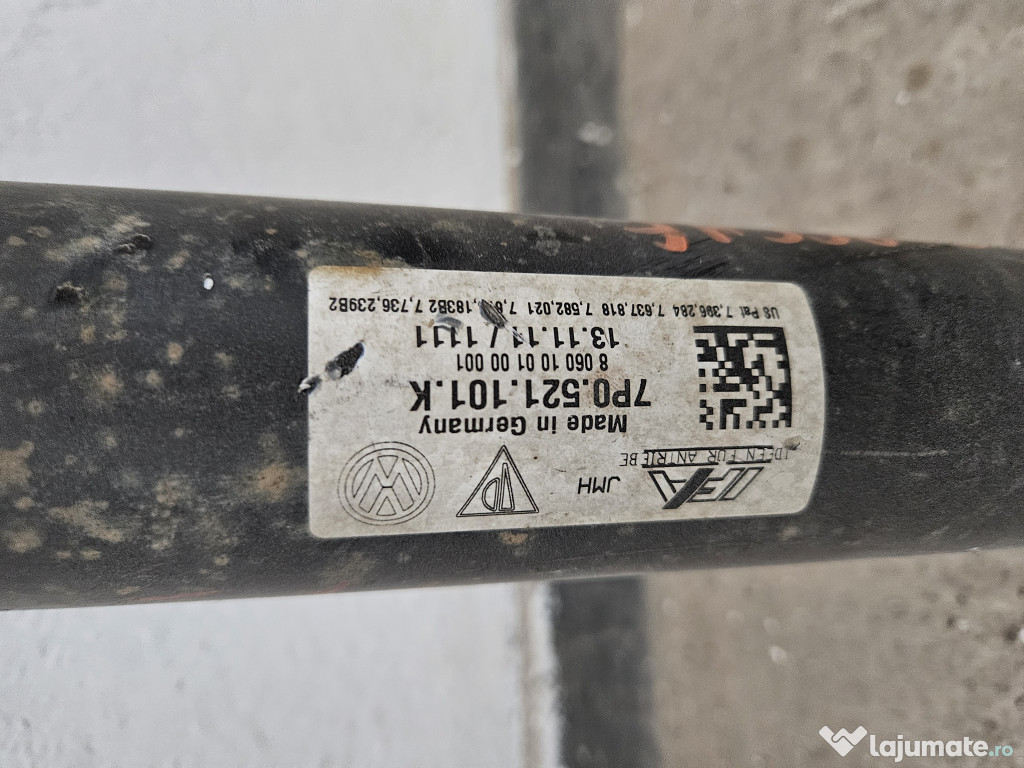 IFA
JMH
IDEEN FÜR ANTRIEBE
Made in Germany
7P0.521.101.K
8 060 10 01 00 001
13.11.11 / 1111
US Pat 7,396,284 7,637,818 7,582,021 183B2 7,736,239B2
lajumate.ro